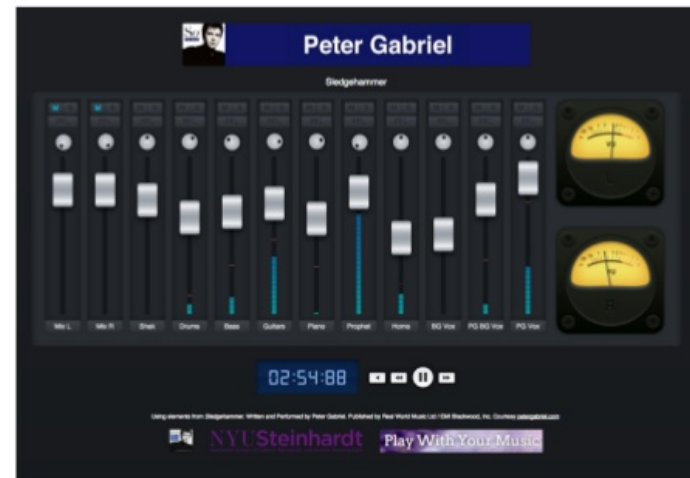 So
Peter Gabriel
Sledgehammer
Mix L Mix R Shak Drums Bass Guitars Piano Prophet Horns BG Vox PG BG Vox PG Vox
02:54:88
Using elements from Sledgehammer. Written and Performed by Peter Gabriel. Published by Real World Music Ltd / EMI Blackwood, Inc. Courtesy petergabriel.com
NYUSteinhardt Play With Your Music